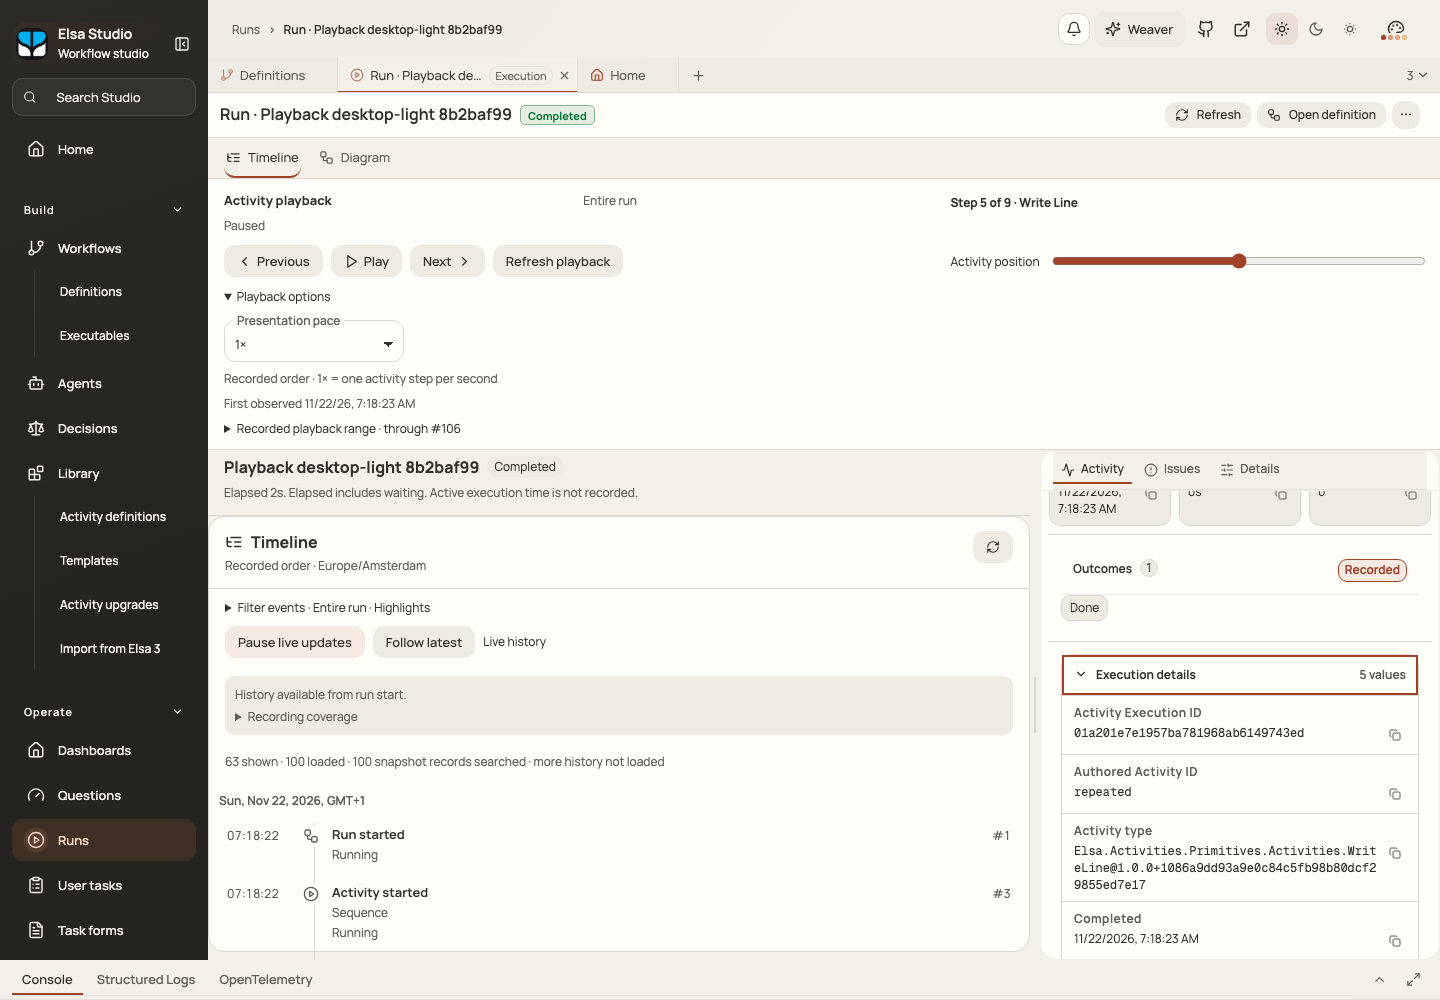 Elsa Studio
Workflow studio
Search Studio
Home
Build
Workflows
Definitions
Executables
Agents
Decisions
Library
Activity definitions
Templates
Activity upgrades
Import from Elsa 3
Operate
Dashboards
Questions
Runs
User tasks
Task forms
Runs › Run · Playback desktop-light 8b2baf99
Weaver
Definitions
Run · Playback de... Execution
Home
3
Run · Playback desktop-light 8b2baf99 Completed
Refresh
Open definition
Timeline
Diagram
Activity playback
Entire run
Step 5 of 9 · Write Line
Paused
Previous
Play
Next
Refresh playback
Activity position
Playback options
Presentation pace
1×
Recorded order · 1× = one activity step per second
First observed 11/22/26, 7:18:23 AM
Recorded playback range · through #106
Playback desktop-light 8b2baf99 Completed
Elapsed 2s. Elapsed includes waiting. Active execution time is not recorded.
Timeline
Recorded order · Europe/Amsterdam
Filter events · Entire run · Highlights
Pause live updates
Follow latest
Live history
History available from run start.
Recording coverage
63 shown · 100 loaded · 100 snapshot records searched · more history not loaded
Sun, Nov 22, 2026, GMT+1
07:18:22 Run started #1
Running
07:18:22 Activity started #3
Sequence
Running
Activity
Issues
Details
11/22/2026, 0s 0
7:18:23 AM
Outcomes 1 Recorded
Done
Execution details 5 values
Activity Execution ID
01a201e7e1957ba781968ab6149743ed
Authored Activity ID
repeated
Activity type
Elsa.Activities.Primitives.Activities.Writ
eLine@1.0.0+1086a9dd93a9e0c84c5fb98b80dcf2
9855ed7e17
Completed
11/22/2026, 7:18:23 AM
Console
Structured Logs
OpenTelemetry